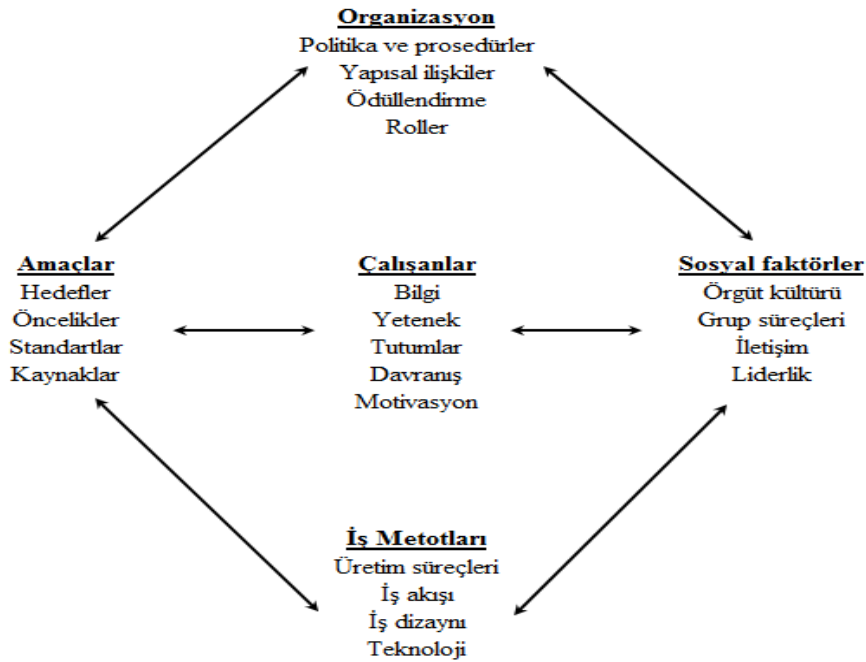 Organizasyon
Politika ve prosedürler
Yapısal ilişkiler
Ödüllendirme
Roller
Amaçlar
Hedefler
Öncelikler
Standartlar
Kaynaklar
Çalışanlar
Bilgi
Yetenek
Tutumlar
Davranış
Motivasyon
Sosyal faktörler
Örgüt kültürü
Grup süreçleri
İletişim
Liderlik
İş Metotları
Üretim süreçleri
İş akışı
İş dizaynı
Teknoloji